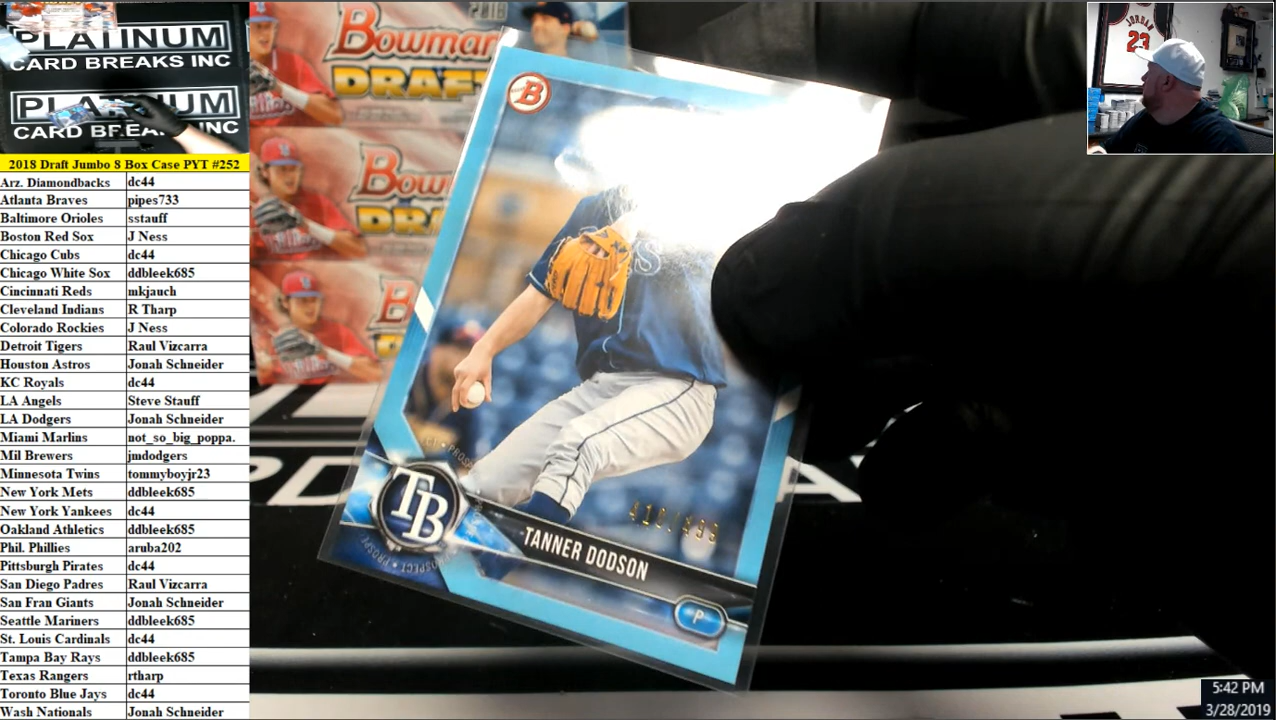 PLATINUM
CARD BREAKS INC
PLATINUM
CARD BREAKS INC
2018 Draft Jumbo 8 Box Case PYT #252
Arz. Diamondbacks dc44
Atlanta Braves pipes733
Baltimore Orioles sstauff
Boston Red Sox J Ness
Chicago Cubs dc44
Chicago White Sox ddbleek685
Cincinnati Reds mkjauch
Cleveland Indians R Tharp
Colorado Rockies J Ness
Detroit Tigers Raul Vizcarra
Houston Astros Jonah Schneider
KC Royals dc44
LA Angels Steve Stauff
LA Dodgers Jonah Schneider
Miami Marlins not_so_big_poppa.
Mil Brewers jmdodgers
Minnesota Twins tommyboyjr23
New York Mets ddbleek685
New York Yankees dc44
Oakland Athletics ddbleek685
Phil. Phillies aruba202
Pittsburgh Pirates dc44
San Diego Padres Raul Vizcarra
San Fran Giants Jonah Schneider
Seattle Mariners ddbleek685
St. Louis Cardinals dc44
Tampa Bay Rays ddbleek685
Texas Rangers rtharp
Toronto Blue Jays dc44
Wash Nationals Jonah Schneider
2018
Bowman
DRAFT
Bow
DR
B
B
TB
PROSPECT
TANNER DODSON
P
JORDAN
23
5:42 PM
3/28/2019